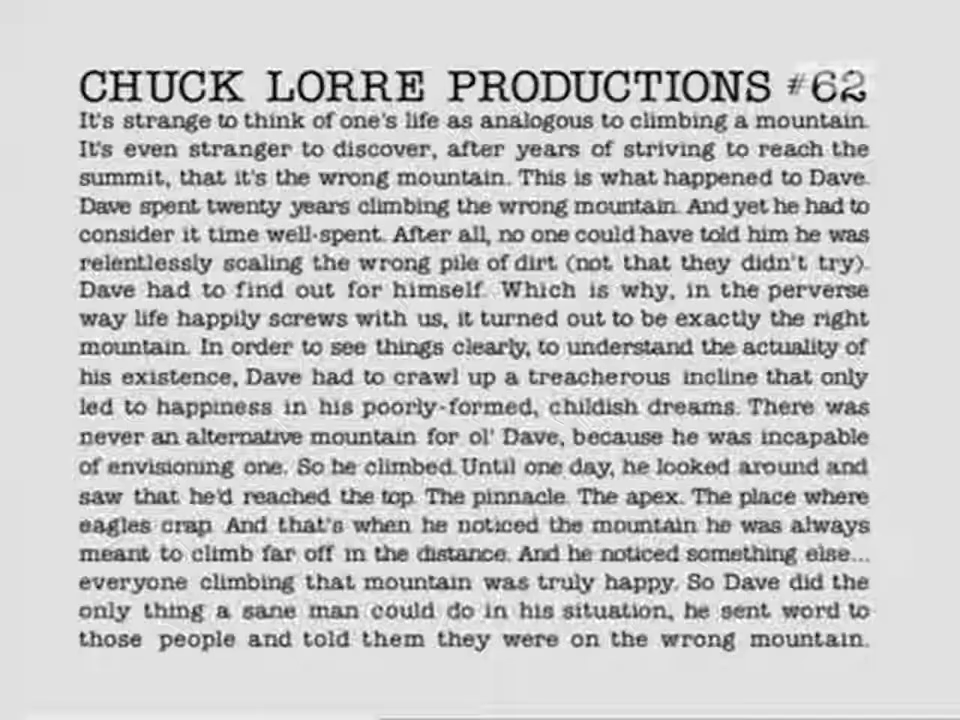 CHUCK LORRE PRODUCTIONS #62
It's strange to think of one's life as analogous to climbing a mountain.
It's even stranger to discover, after years of striving to reach the
summit, that it's the wrong mountain. This is what happened to Dave.
Dave spent twenty years climbing the wrong mountain. And yet he had to
consider it time well-spent. After all, no one could have told him he was
relentlessly scaling the wrong pile of dirt (not that they didn't try).
Dave had to find out for himself. Which is why, in the perverse
way life happily screws with us, it turned out to be exactly the right
mountain. In order to see things clearly, to understand the actuality of
his existence, Dave had to crawl up a treacherous incline that only
led to happiness in his poorly-formed, childish dreams. There was
never an alternative mountain for ol' Dave, because he was incapable
of envisioning one. So he climbed. Until one day, he looked around and
saw that he'd reached the top. The pinnacle. The apex. The place where
eagles crap. And that's when he noticed the mountain he was always
meant to climb far off in the distance. And he noticed something else...
everyone climbing that mountain was truly happy. So Dave did the
only thing a sane man could do in his situation, he sent word to
those people and told them they were on the wrong mountain.